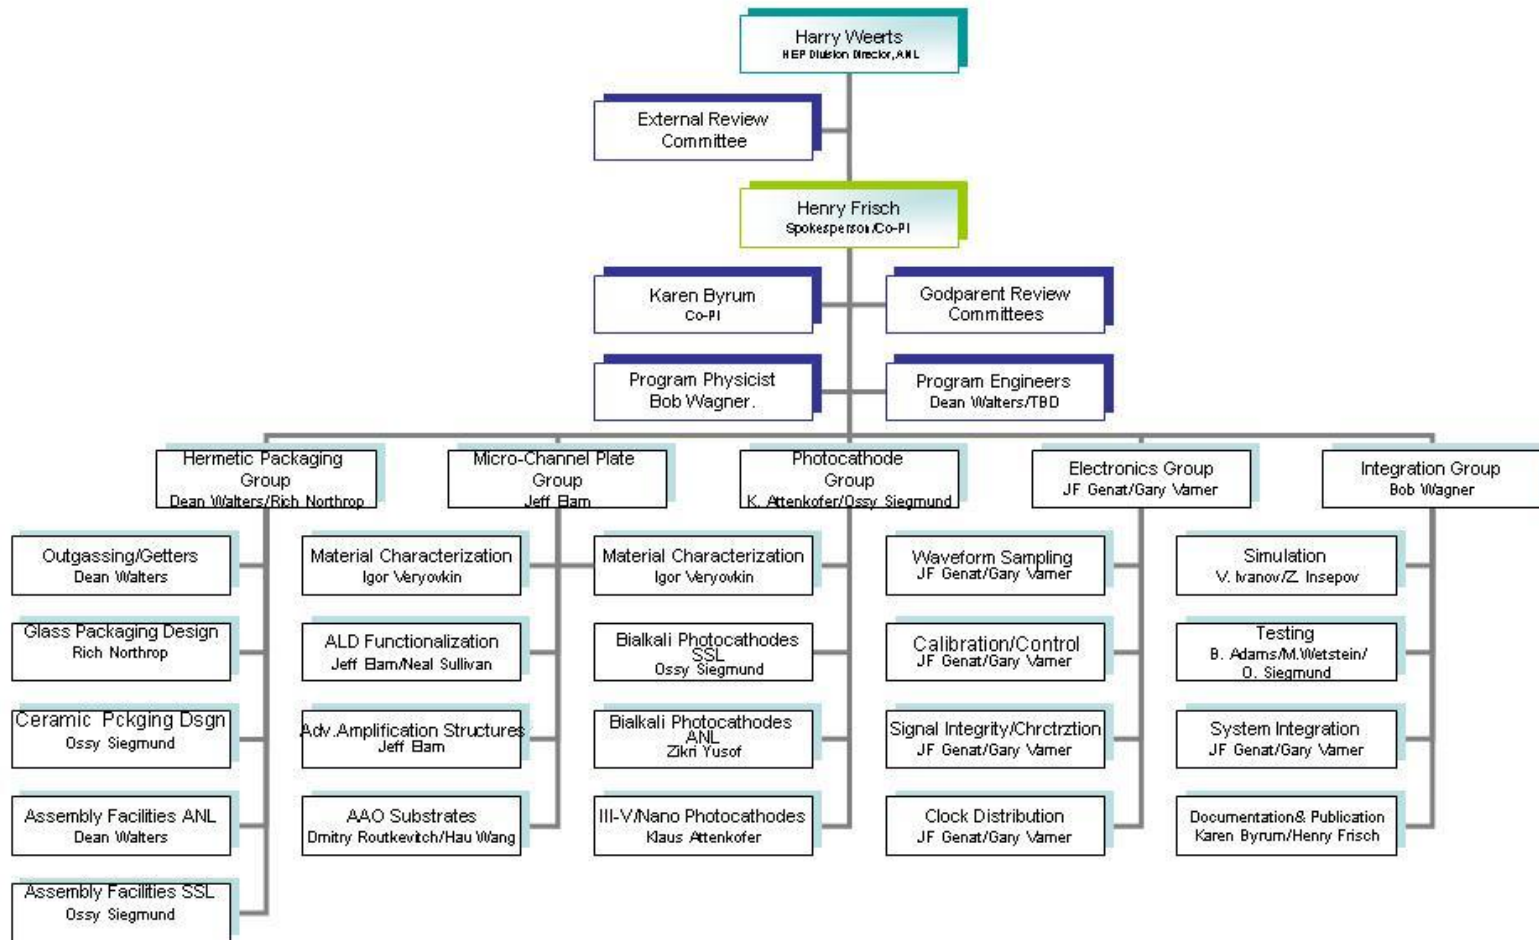 Harry Weerts
HEP Division Director, ANL
External Review
Committee
Henry Frisch
Spokesperson/Co-PI
Karen Byrum
Co-PI
Godparent Review
Committees
Program Physicist
Bob Wagner.
Program Engineers
Dean Walters/TBD
Hermetic Packaging
Group
Dean Walters/Rich Northrop
Micro-Channel Plate
Group
Jeff Elam
Photocathode
Group
K. Attenkofer/Ossy Siegmund
Electronics Group
JF Genat/Gary Varner
Integration Group
Bob Wagner
Outgassing/Getters
Dean Walters
Material Characterization
Igor Veryovkin
Material Characterization
Igor Veryovkin
Waveform Sampling
JF Genat/Gary Varner
Simulation
V. Ivanov/Z. Insepov
Glass Packaging Design
Rich Northrop
ALD Functionalization
Jeff Elam/Neal Sullivan
Bialkali Photocathodes
SSL
Ossy Siegmund
Calibration/Control
JF Genat/Gary Varner
Testing
B. Adams/M.Wetstein/
O. Siegmund
Ceramic Pckging Dsgn
Ossy Siegmund
Adv.Amplification Structures
Jeff Elam
Bialkali Photocathodes
ANL
Zikri Yusof
Signal Integrity/Chrctrztion
JF Genat/Gary Varner
System Integration
JF Genat/Gary Varner
Assembly Facilities ANL
Dean Walters
AAO Substrates
Dmitry Routkevitch/Hau Wang
III-V/Nano Photocathodes
Klaus Attenkofer
Clock Distribution
JF Genat/Gary Varner
Documentation& Publication
Karen Byrum/Henry Frisch
Assembly Facilities SSL
Ossy Siegmund